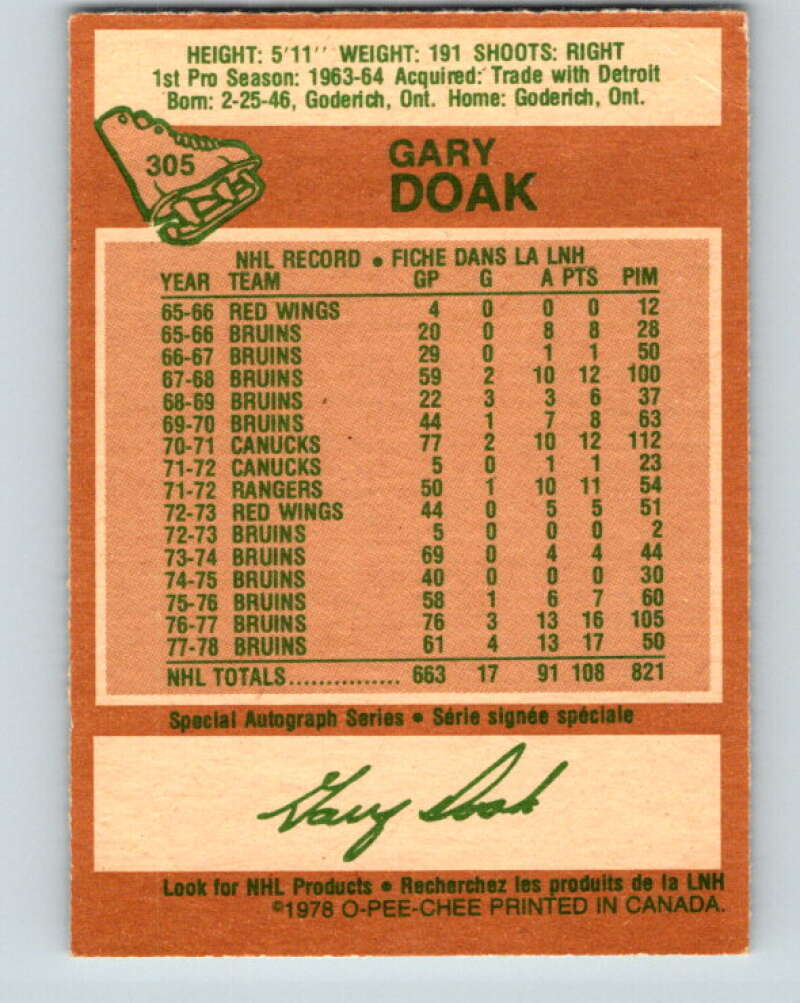 HEIGHT: 5'11'' WEIGHT: 191 SHOOTS: RIGHT
1st Pro Season: 1963-64 Acquired: Trade with Detroit
Born: 2-25-46, Goderich, Ont. Home: Goderich, Ont.
305
GARY
DOAK
NHL RECORD • FICHE DANS LA LNH
YEAR TEAM GP G A PTS PIM
65-66 RED WINGS 4 0 0 0 12
65-66 BRUINS 20 0 8 8 28
66-67 BRUINS 29 0 1 1 50
67-68 BRUINS 59 2 10 12 100
68-69 BRUINS 22 3 3 6 37
69-70 BRUINS 44 1 7 8 63
70-71 CANUCKS 77 2 10 12 112
71-72 CANUCKS 5 0 1 1 23
71-72 RANGERS 50 1 10 11 54
72-73 RED WINGS 44 0 5 5 51
72-73 BRUINS 5 0 0 0 2
73-74 BRUINS 69 0 4 4 44
74-75 BRUINS 40 0 0 0 30
75-76 BRUINS 58 1 6 7 60
76-77 BRUINS 76 3 13 16 105
77-78 BRUINS 61 4 13 17 50
NHL TOTALS............... 663 17 91 108 821
Special Autograph Series • Série signée spéciale
Gary Doak
Look for NHL Products • Recherchez les produits de la LNH
©1978 O-PEE-CHEE PRINTED IN CANADA.